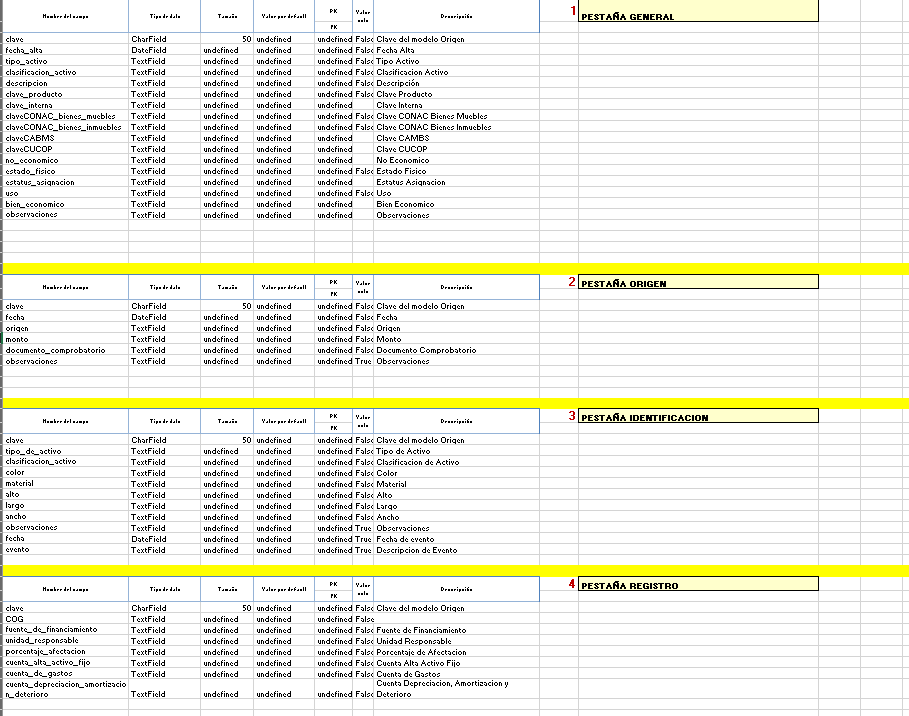 Nombre del campo Tipo de dato Tamaño Valor por default PK Valor nulo Descripción 1 PESTAÑA GENERAL
PK
clave CharField 50 undefined undefined False Clave del modelo Origen
fecha_alta DateField undefined undefined undefined False Fecha Alta
tipo_activo TextField undefined undefined undefined False Tipo Activo
clasificacion_activo TextField undefined undefined undefined False Clasificacion Activo
descripcion TextField undefined undefined undefined False Descripción
clave_producto TextField undefined undefined undefined False Clave Producto
clave_interna TextField undefined undefined undefined Clave Interna
claveCONAC_bienes_muebles TextField undefined undefined undefined False Clave CONAC Bienes Muebles
claveCONAC_bienes_inmuebles TextField undefined undefined undefined False Clave CONAC Bienes Inmuebles
claveCABMS TextField undefined undefined undefined Clave CAMBS
claveCUCOP TextField undefined undefined undefined Clave CUCOP
no_economico TextField undefined undefined undefined No Economico
estado_fisico TextField undefined undefined undefined False Estado Fisico
estatus_asignacion TextField undefined undefined undefined Estatus Asignacion
uso TextField undefined undefined undefined False Uso
bien_economico TextField undefined undefined undefined Bien Economico
observaciones TextField undefined undefined undefined Observaciones
Nombre del campo Tipo de dato Tamaño Valor por default PK Valor nulo Descripción 2 PESTAÑA ORIGEN
PK
clave CharField 50 undefined undefined False Clave del modelo Origen
fecha DateField undefined undefined undefined False Fecha
origen TextField undefined undefined undefined False Origen
monto TextField undefined undefined undefined False Monto
documento_comprobatorio TextField undefined undefined undefined False Documento Comprobatorio
observaciones TextField undefined undefined undefined True Observaciones
Nombre del campo Tipo de dato Tamaño Valor por default PK Valor nulo Descripción 3 PESTAÑA IDENTIFICACION
PK
clave CharField 50 undefined undefined False Clave del modelo Origen
tipo_de_activo TextField undefined undefined undefined False Tipo de Activo
clasificacion_activo TextField undefined undefined undefined False Clasificacion de Activo
color TextField undefined undefined undefined False Color
material TextField undefined undefined undefined False Material
alto TextField undefined undefined undefined False Alto
largo TextField undefined undefined undefined False Largo
ancho TextField undefined undefined undefined False Ancho
observaciones TextField undefined undefined undefined True Observaciones
fecha DateField undefined undefined undefined True Fecha de evento
evento TextField undefined undefined undefined True Descripcion de Evento
Nombre del campo Tipo de dato Tamaño Valor por default PK Valor nulo Descripción 4 PESTAÑA REGISTRO
PK
clave CharField 50 undefined undefined False Clave del modelo Origen
COG TextField undefined undefined undefined False
fuente_de_financiamiento TextField undefined undefined undefined False Fuente de Financiamiento
unidad_responsable TextField undefined undefined undefined False Unidad Responsable
porcentaje_afectacion TextField undefined undefined undefined False Porcentaje de Afectacion
cuenta_alta_activo_fijo TextField undefined undefined undefined False Cuenta Alta Activo Fijo
cuenta_de_gastos TextField undefined undefined undefined False Cuenta de Gastos
cuenta_depreciacion_amortizacio Cuenta Depreciacion, Amortizacion y
n_deterioro TextField undefined undefined undefined False Deterioro